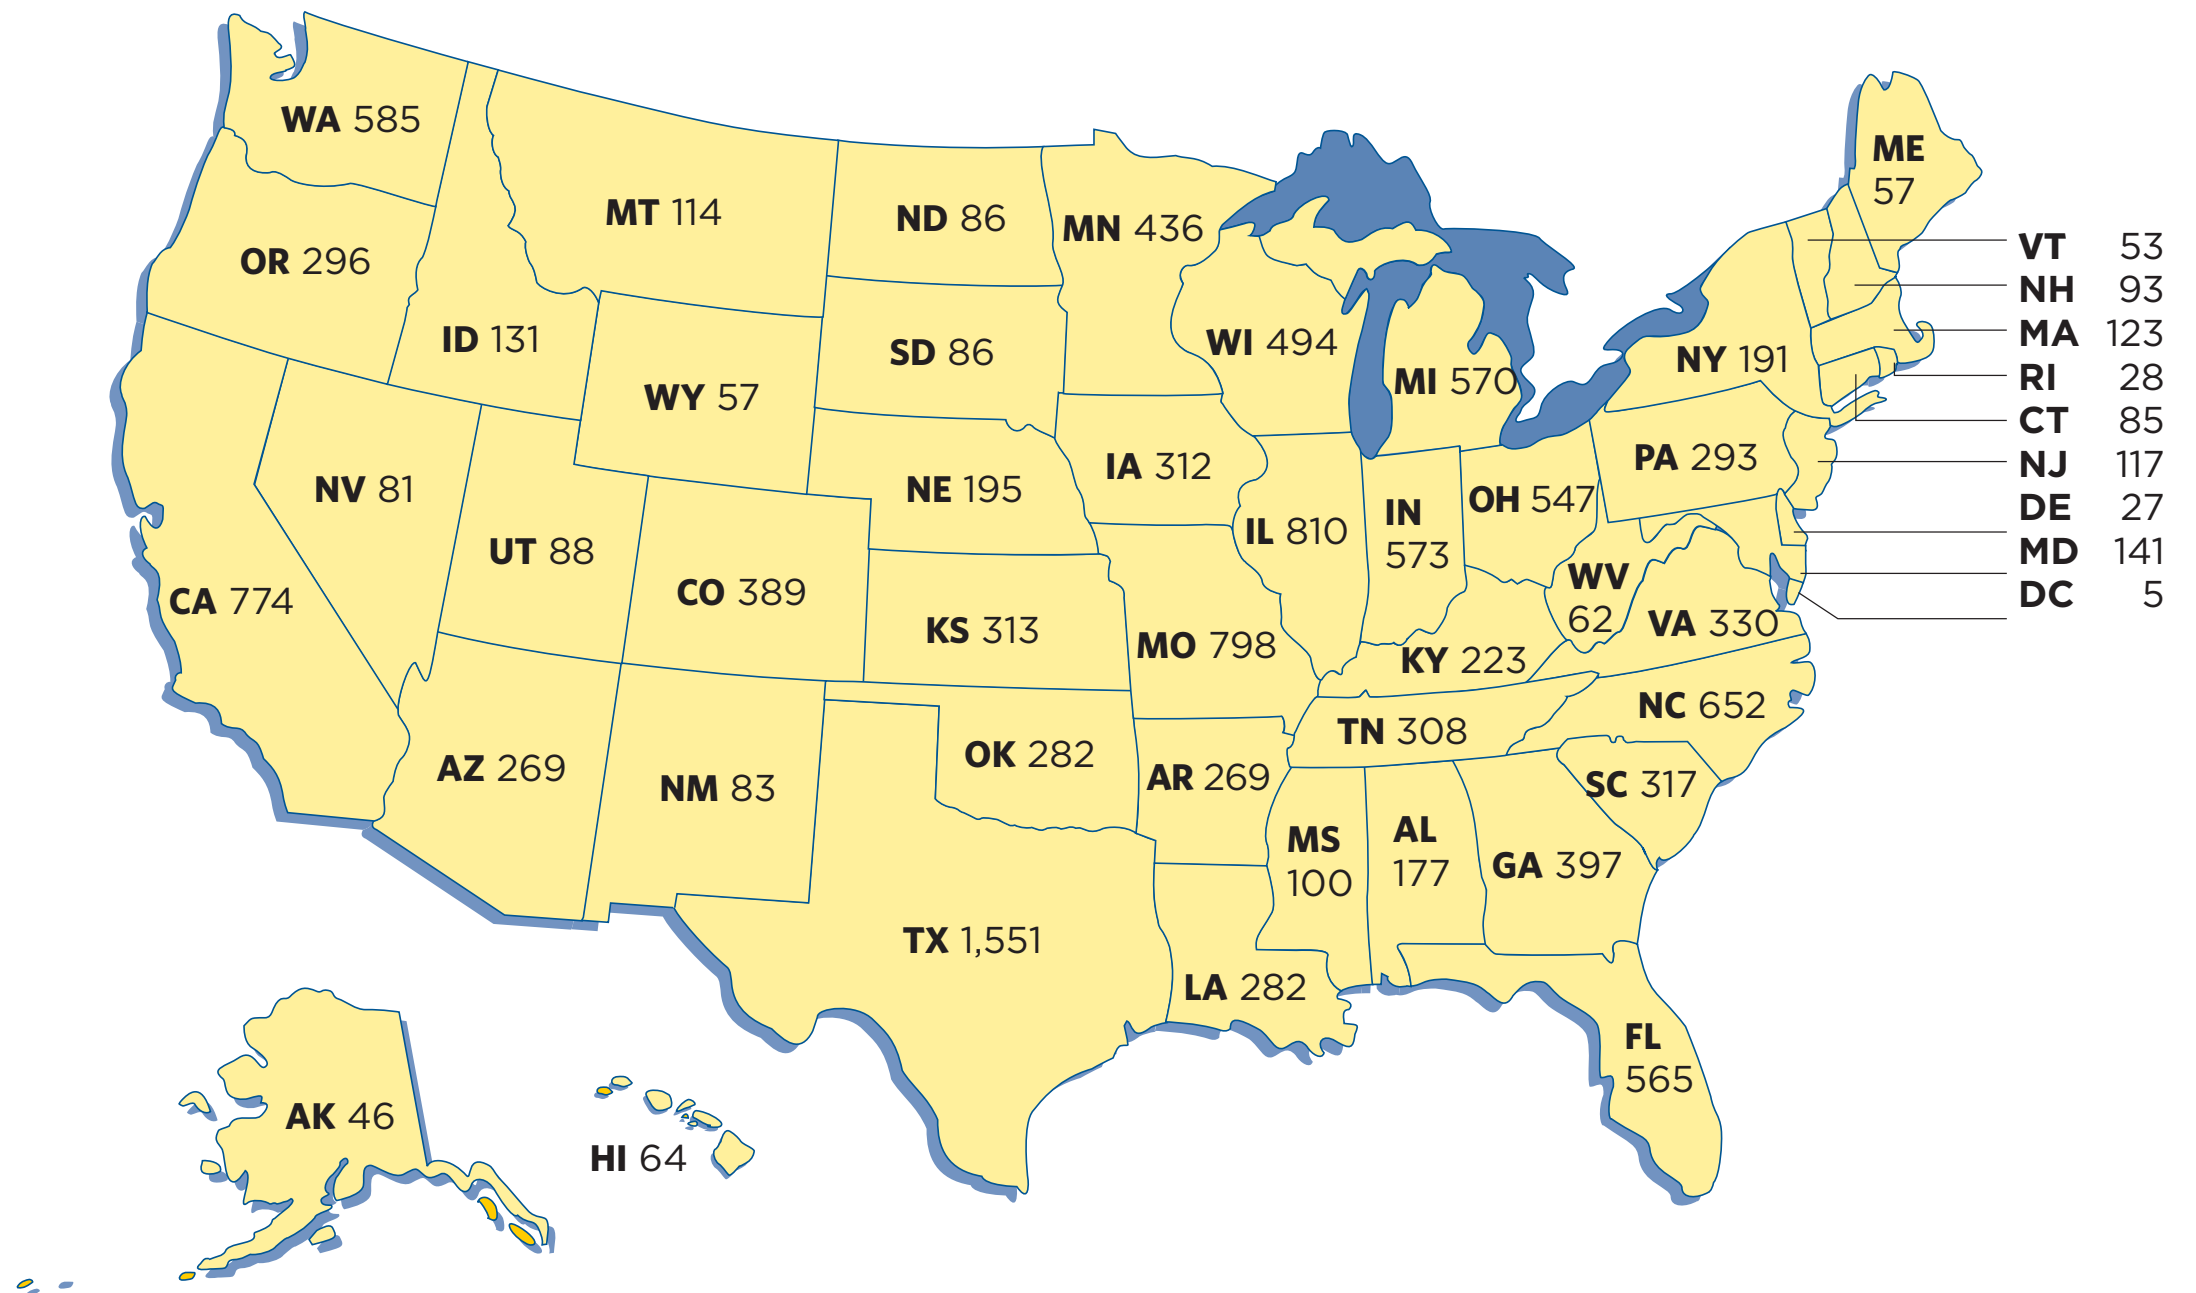 WA 585
OR 296
ID 131
MT 114
ND 86
MN 436
WY 57
SD 86
WI 494
MI 570
NY 191
ME
57
VT 53
NH 93
MA 123
RI 28
CT 85
NJ 117
DE 27
MD 141
DC 5
CA 774
NV 81
UT 88
CO 389
NE 195
KS 313
IA 312
MO 798
IL 810
IN
573
OH 547
PA 293
WV
62
VA 330
KY 223
NC 652
TN 308
SC 317
AZ 269
NM 83
OK 282
AR 269
MS
100
AL
177
GA 397
TX 1,551
LA 282
FL
565
AK 46
HI 64